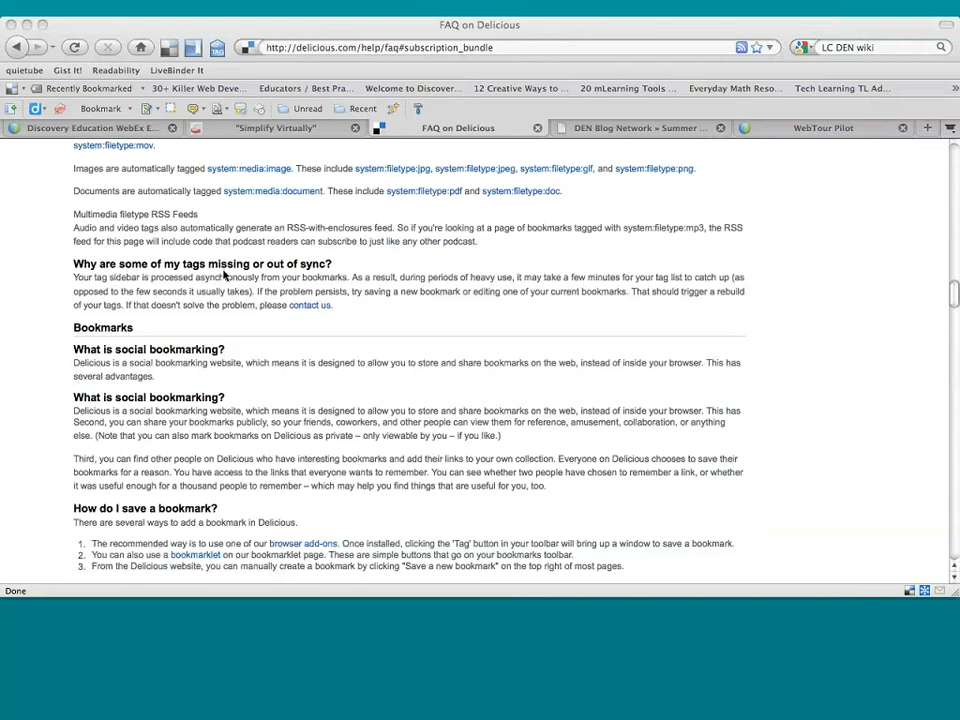 FAQ on Delicious
http://delicious.com/help/faq#subscription_bundle
LC DEN wiki
quietube Gist It! Readability LiveBinder It
Recently Bookmarked 30+ Killer Web Deve... Educators / Best Pra... Welcome to Discover... 12 Creative Ways to ... 20 mLearning Tools ... Everyday Math Reso... Tech Learning TL Ad...
Bookmark Unread Recent
Discovery Education WebEx E... "Simplify Virtually" FAQ on Delicious DEN Blog Network » Summer ... WebTour Pilot
system:filetype:mov.
Images are automatically tagged system:media:image. These include system:filetype:jpg, system:filetype:jpeg, system:filetype:gif, and system:filetype:png.
Documents are automatically tagged system:media:document. These include system:filetype:pdf and system:filetype:doc.
Multimedia filetype RSS Feeds
Audio and video tags also automatically generate an RSS-with-enclosures feed. So if you're looking at a page of bookmarks tagged with system:filetype:mp3, the RSS
feed for this page will include code that podcast readers can subscribe to just like any other podcast.
Why are some of my tags missing or out of sync?
Your tag sidebar is processed asynchronously from your bookmarks. As a result, during periods of heavy use, it may take a few minutes for your tag list to catch up (as
opposed to the few seconds it usually takes). If the problem persists, try saving a new bookmark or editing one of your current bookmarks. That should trigger a rebuild
of your tags. If that doesn't solve the problem, please contact us.
Bookmarks
What is social bookmarking?
Delicious is a social bookmarking website, which means it is designed to allow you to store and share bookmarks on the web, instead of inside your browser. This has
several advantages.
What is social bookmarking?
Delicious is a social bookmarking website, which means it is designed to allow you to store and share bookmarks on the web, instead of inside your browser. This has
Second, you can share your bookmarks publicly, so your friends, coworkers, and other people can view them for reference, amusement, collaboration, or anything
else. (Note that you can also mark bookmarks on Delicious as private – only viewable by you – if you like.)
Third, you can find other people on Delicious who have interesting bookmarks and add their links to your own collection. Everyone on Delicious chooses to save their
bookmarks for a reason. You have access to the links that everyone wants to remember. You can see whether two people have chosen to remember a link, or whether
it was useful enough for a thousand people to remember – which may help you find things that are useful for you, too.
How do I save a bookmark?
There are several ways to add a bookmark in Delicious.
1. The recommended way is to use one of our browser add-ons. Once installed, clicking the 'Tag' button in your toolbar will bring up a window to save a bookmark.
2. You can also use a bookmarklet on our bookmarklet page. These are simple buttons that go on your bookmarks toolbar.
3. From the Delicious website, you can manually create a bookmark by clicking "Save a new bookmark" on the top right of most pages.
Done